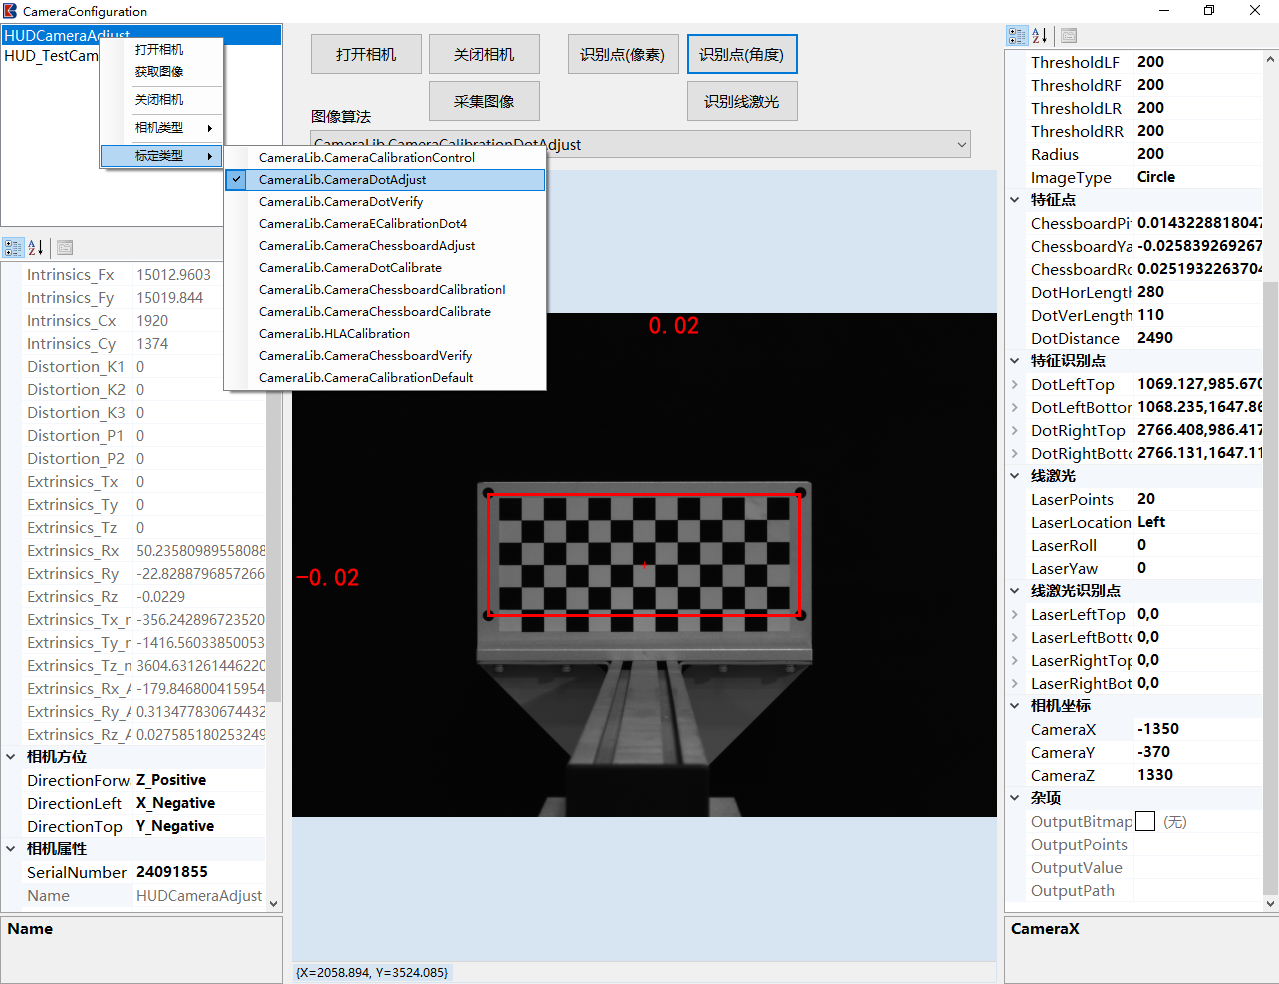 CameraConfiguration
HUDCameraAdjust
HUD_TestCam
打开相机
获取图像
关闭相机
相机类型
标定类型
CameraLib.CameraCalibrationControl
CameraLib.CameraDotAdjust
CameraLib.CameraDotVerify
CameraLib.CameraECalibrationDot4
CameraLib.CameraChessboardAdjust
CameraLib.CameraDotCalibrate
CameraLib.CameraChessboardCalibrationI
CameraLib.CameraChessboardCalibrate
CameraLib.HLACalibration
CameraLib.CameraChessboardVerify
CameraLib.CameraCalibrationDefault
Intrinsics_Fx 15012.9603
Intrinsics_Fy 15019.844
Intrinsics_Cx 1920
Intrinsics_Cy 1374
Distortion_K1 0
Distortion_K2 0
Distortion_K3 0
Distortion_P1 0
Distortion_P2 0
Extrinsics_Tx 0
Extrinsics_Ty 0
Extrinsics_Tz 0
Extrinsics_Rx 50.23580989558088
Extrinsics_Ry -22.8288796857266
Extrinsics_Rz -0.0229
Extrinsics_Tx_r -356.242896723520
Extrinsics_Ty_r -1416.56033850053
Extrinsics_Tz_r 3604.631261446220
Extrinsics_Rx_A -179.846800415954
Extrinsics_Ry_A 0.313477830674432
Extrinsics_Rz_A 0.027585180253249
相机方位
DirectionForw Z_Positive
DirectionLeft X_Negative
DirectionTop Y_Negative
相机属性
SerialNumber 24091855
Name HUDCameraAdjust
Name
打开相机 关闭相机 识别点(像素) 识别点(角度)
采集图像 识别线激光
图像算法
CameraLib.CameraCalibrationDotAdjust
0.02
-0.02
{X=2058.894, Y=3524.085}
ThresholdLF 200
ThresholdRF 200
ThresholdLR 200
ThresholdRR 200
Radius 200
ImageType Circle
特征点
ChessboardPi 0.0143228818047
ChessboardYa -0.025839269267
ChessboardRo 0.0251932263704
DotHorLength 280
DotVerLength 110
DotDistance 2490
特征识别点
DotLeftTop 1069.127,985.670
DotLeftBottor 1068.235,1647.86
DotRightTop 2766.408,986.417
DotRightBotto 2766.131,1647.11
线激光
LaserPoints 20
LaserLocation Left
LaserRoll 0
LaserYaw 0
线激光识别点
LaserLeftTop 0,0
LaserLeftBotto 0,0
LaserRightTop 0,0
LaserRightBot 0,0
相机坐标
CameraX -1350
CameraY -370
CameraZ 1330
杂项
OutputBitmap (无)
OutputPoints
OutputValue
OutputPath
CameraX